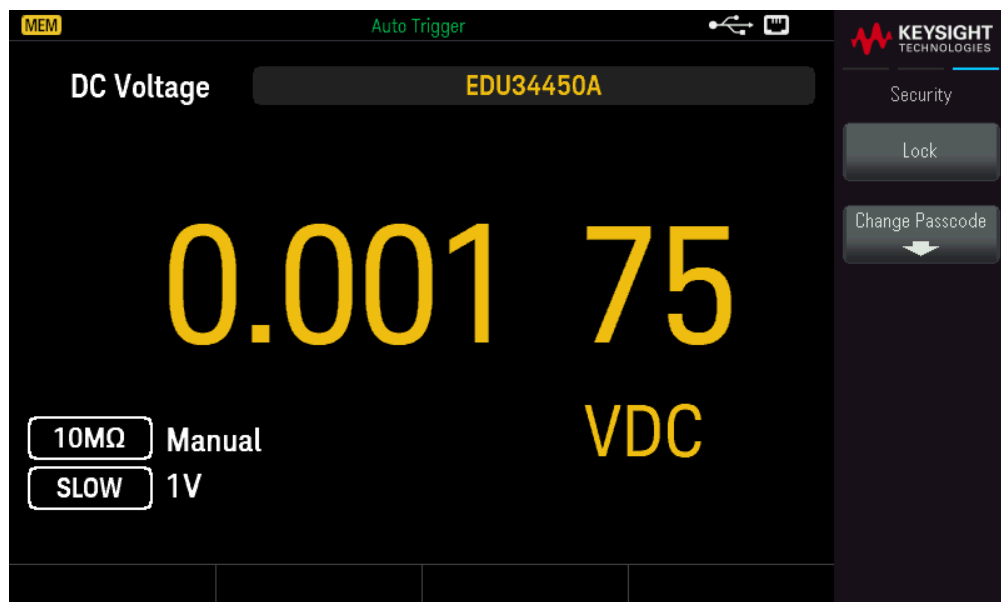 MEM Auto Trigger
KEYSIGHT
TECHNOLOGIES
DC Voltage EDU34450A
Security
Lock
Change Passcode
0.001 75
VDC
10MΩ Manual
SLOW 1V